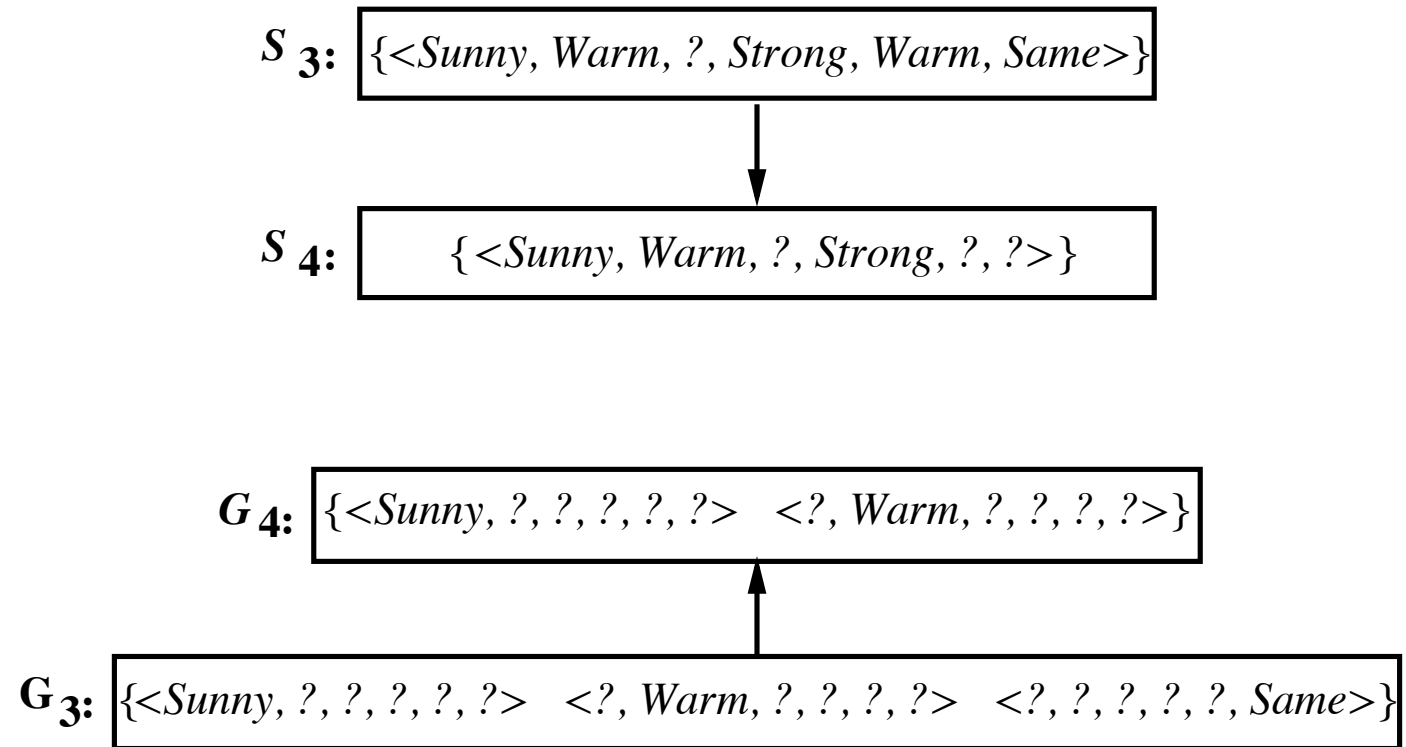 S 3: {<Sunny, Warm, ?, Strong, Warm, Same>}
S 4: {<Sunny, Warm, ?, Strong, ?, ?>}
G 4: {<Sunny, ?, ?, ?, ?, ?> <?, Warm, ?, ?, ?, ?>}
G 3: {<Sunny, ?, ?, ?, ?, ?> <?, Warm, ?, ?, ?, ?> <?, ?, ?, ?, ?, Same>}